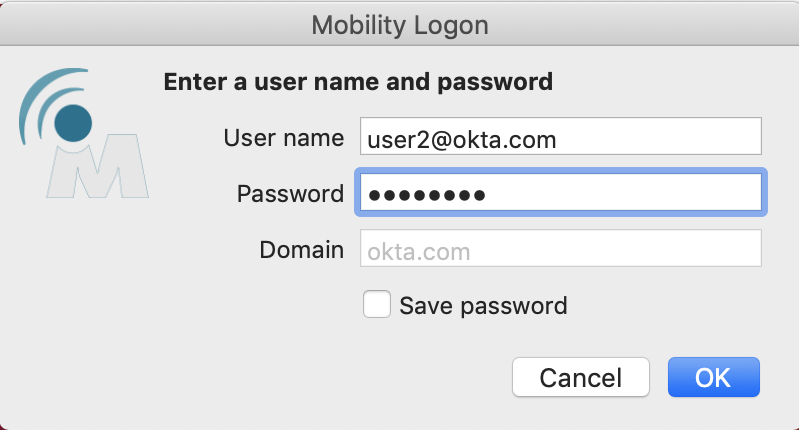 Mobility Logon
Enter a user name and password
User name user2@okta.com
Password ••••••••
Domain okta.com
Save password
Cancel OK
M